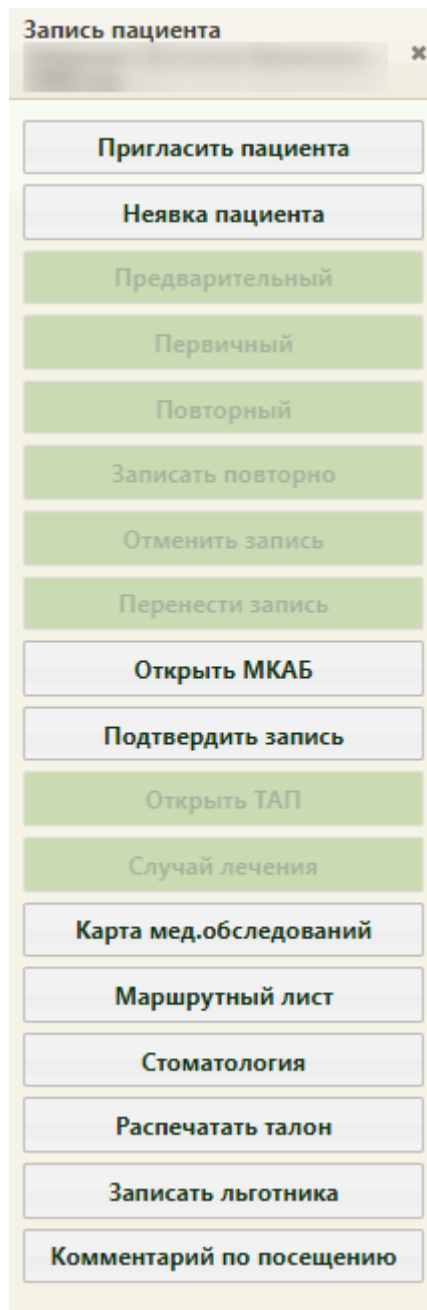 Запись пациента
Пригласить пациента
Неявка пациента
Предварительный
Первичный
Повторный
Записать повторно
Отменить запись
Перенести запись
Открыть МКАБ
Подтвердить запись
Открыть ТАП
Случай лечения
Карта мед.обследований
Маршрутный лист
Стоматология
Распечатать талон
Записать льготника
Комментарий по посещению